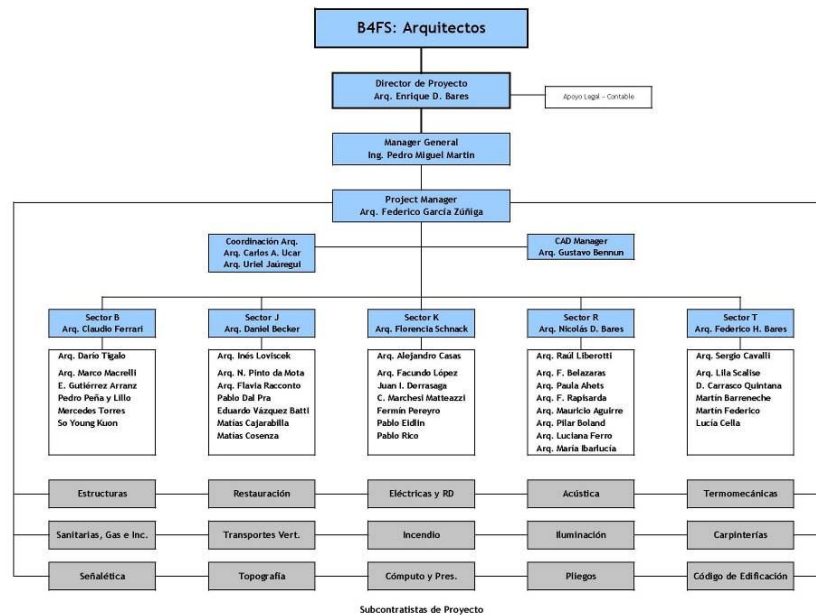 B4FS: Arquitectos
Director de Proyecto
Arq. Enrique D. Bares
Apoyo Legal - Contable
Manager General
Ing. Pedro Miguel Martin
Project Manager
Arq. Federico García Zúñiga
Coordinación Arq.
Arq. Carlos A. Ucar
Arq. Uriel Jaúregui
CAD Manager
Arq. Gustavo Bennun
Sector B
Arq. Claudio Ferrari
Arq. Darío Tigalo
Arq. Marco Macrelli
E. Gutiérrez Arranz
Pedro Peña y Lillo
Mercedes Torres
So Young Kuon
Sector J
Arq. Daniel Becker
Arq. Inés Loviscek
Arq. N. Pinto da Mota
Arq. Flavia Racconto
Pablo Dal Pra
Eduardo Vázquez Batti
Matías Cajarabilla
Matías Cosenza
Sector K
Arq. Florencia Schnack
Arq. Alejando Casas
Arq. Facundo López
Juan I. Derrasaga
C. Marchesi Matteazzi
Fermín Pereyro
Pablo Eidlin
Pablo Rico
Sector R
Arq. Nicolás D. Bares
Arq. Raúl Liberotti
Arq. F. Belazaras
Arq. Paula Ahets
Arq. F. Rapisarda
Arq. Mauricio Aguirre
Arq. Pilar Boland
Arq. Luciana Ferro
Arq. María Ibarlucía
Sector T
Arq. Federico H. Bares
Arq. Sergio Cavalli
Arq. Lila Scalise
D. Carrasco Quintana
Martín Barreneche
Martín Federico
Lucía Cella
Estructuras
Restauración
Eléctricas y RD
Acústica
Termomecánicas
Sanitarias, Gas e Inc.
Transportes Vert.
Incendio
Iluminación
Carpinterías
Señalética
Topografía
Cómputo y Pres.
Pliegos
Código de Edificación
Subcontratistas de Proyecto